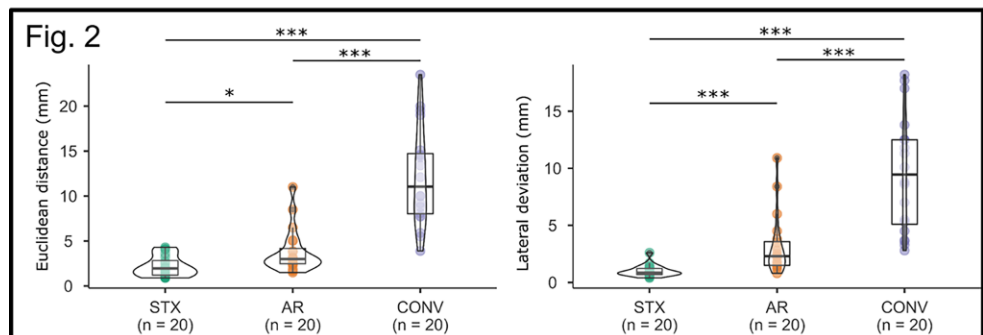 Fig. 2
***
***
*
Euclidean distance (mm)
20
15
10
5
0
STX
(n = 20)
AR
(n = 20)
CONV
(n = 20)
***
***
***
Lateral deviation (mm)
15
10
5
0
STX
(n = 20)
AR
(n = 20)
CONV
(n = 20)